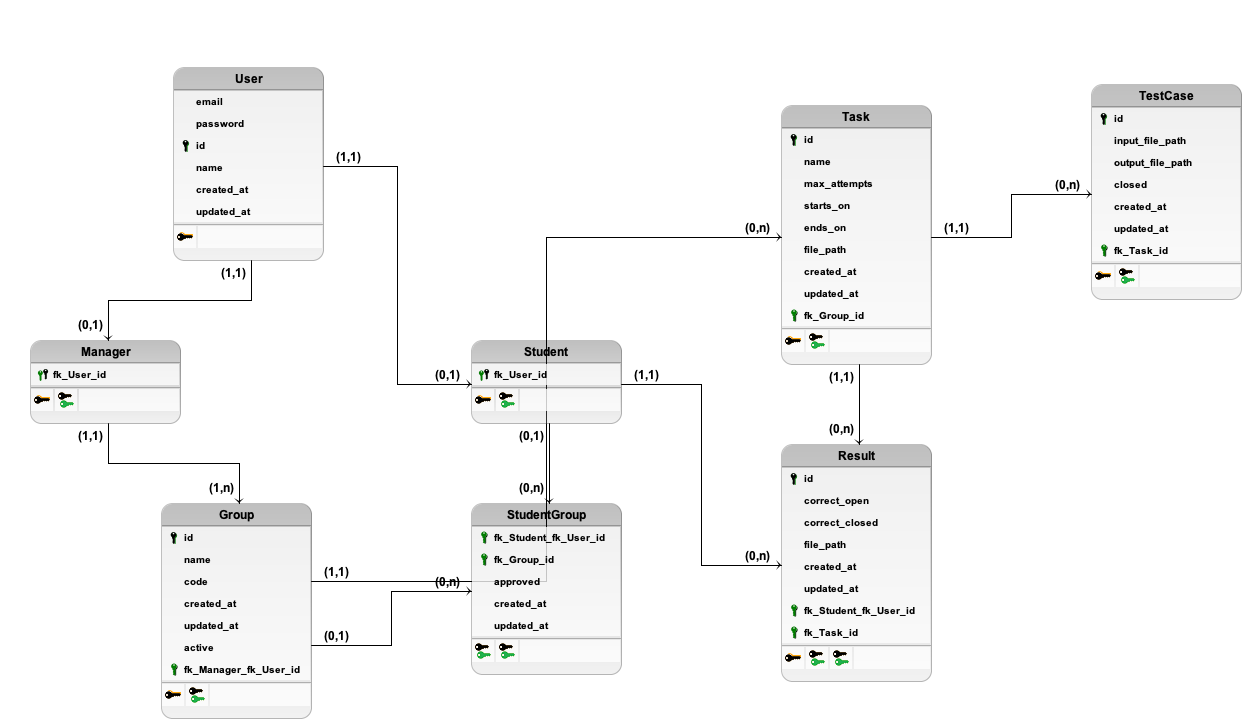 User
email
password
id
name
created_at
updated_at
(1,1)
(1,1)
(0,1)
Manager
fk_User_id
(1,1)
(1,n)
Group
id
name
code
created_at
updated_at
active
fk_Manager_fk_User_id
(1,1)
(0,n)
(0,1)
(0,1)
Student
fk_User_id
(0,1)
(0,n)
StudentGroup
fk_Student_fk_User_id
fk_Group_id
approved
created_at
updated_at
(1,1)
(0,n)
Task
id
name
max_attempts
starts_on
ends_on
file_path
created_at
updated_at
fk_Group_id
(1,1)
(0,n)
(1,1)
(0,n)
Result
id
correct_open
correct_closed
file_path
created_at
updated_at
fk_Student_fk_User_id
fk_Task_id
(0,n)
TestCase
id
input_file_path
output_file_path
closed
created_at
updated_at
fk_Task_id